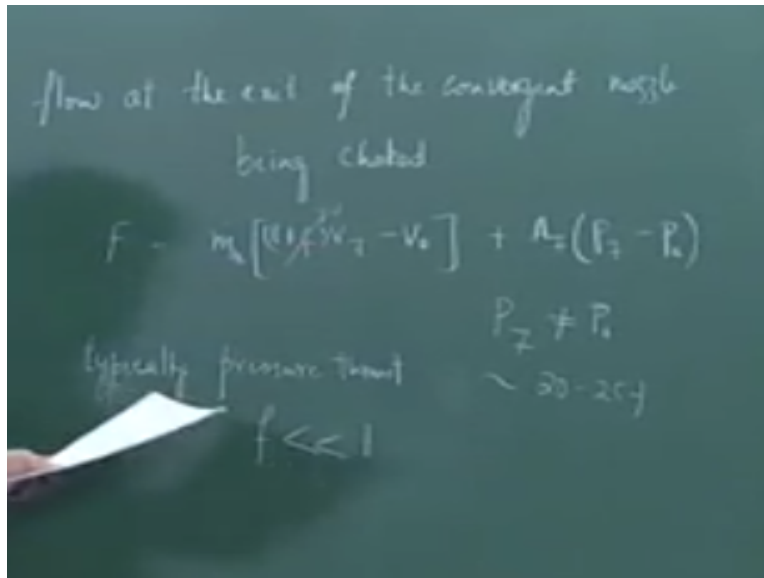 flow at the exit of the convergent nozzle
being choked
F = ṁₐ[(1+f)V₇ - V₀] + A₇(P₇ - Pₐ)
P₇ ≠ Pₐ
typically pressure thrust ~ 20-25%
f << 1